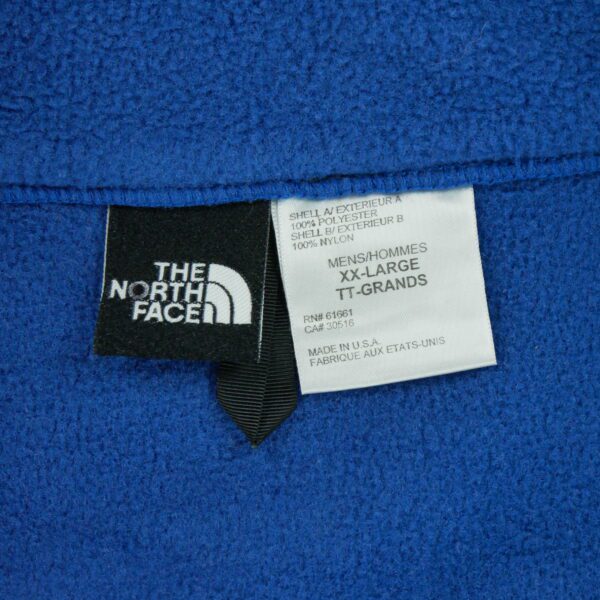 THE
NORTH
FACE
SHELL A/ EXTERIEUR A
100% POLYESTER
SHELL B/ EXTERIEUR B
100% NYLON
MENS/HOMMES
XX-LARGE
TT-GRANDS
RN# 61661
CA# 30516
MADE IN U.S.A.
FABRIQUE AUX ETATS-UNIS